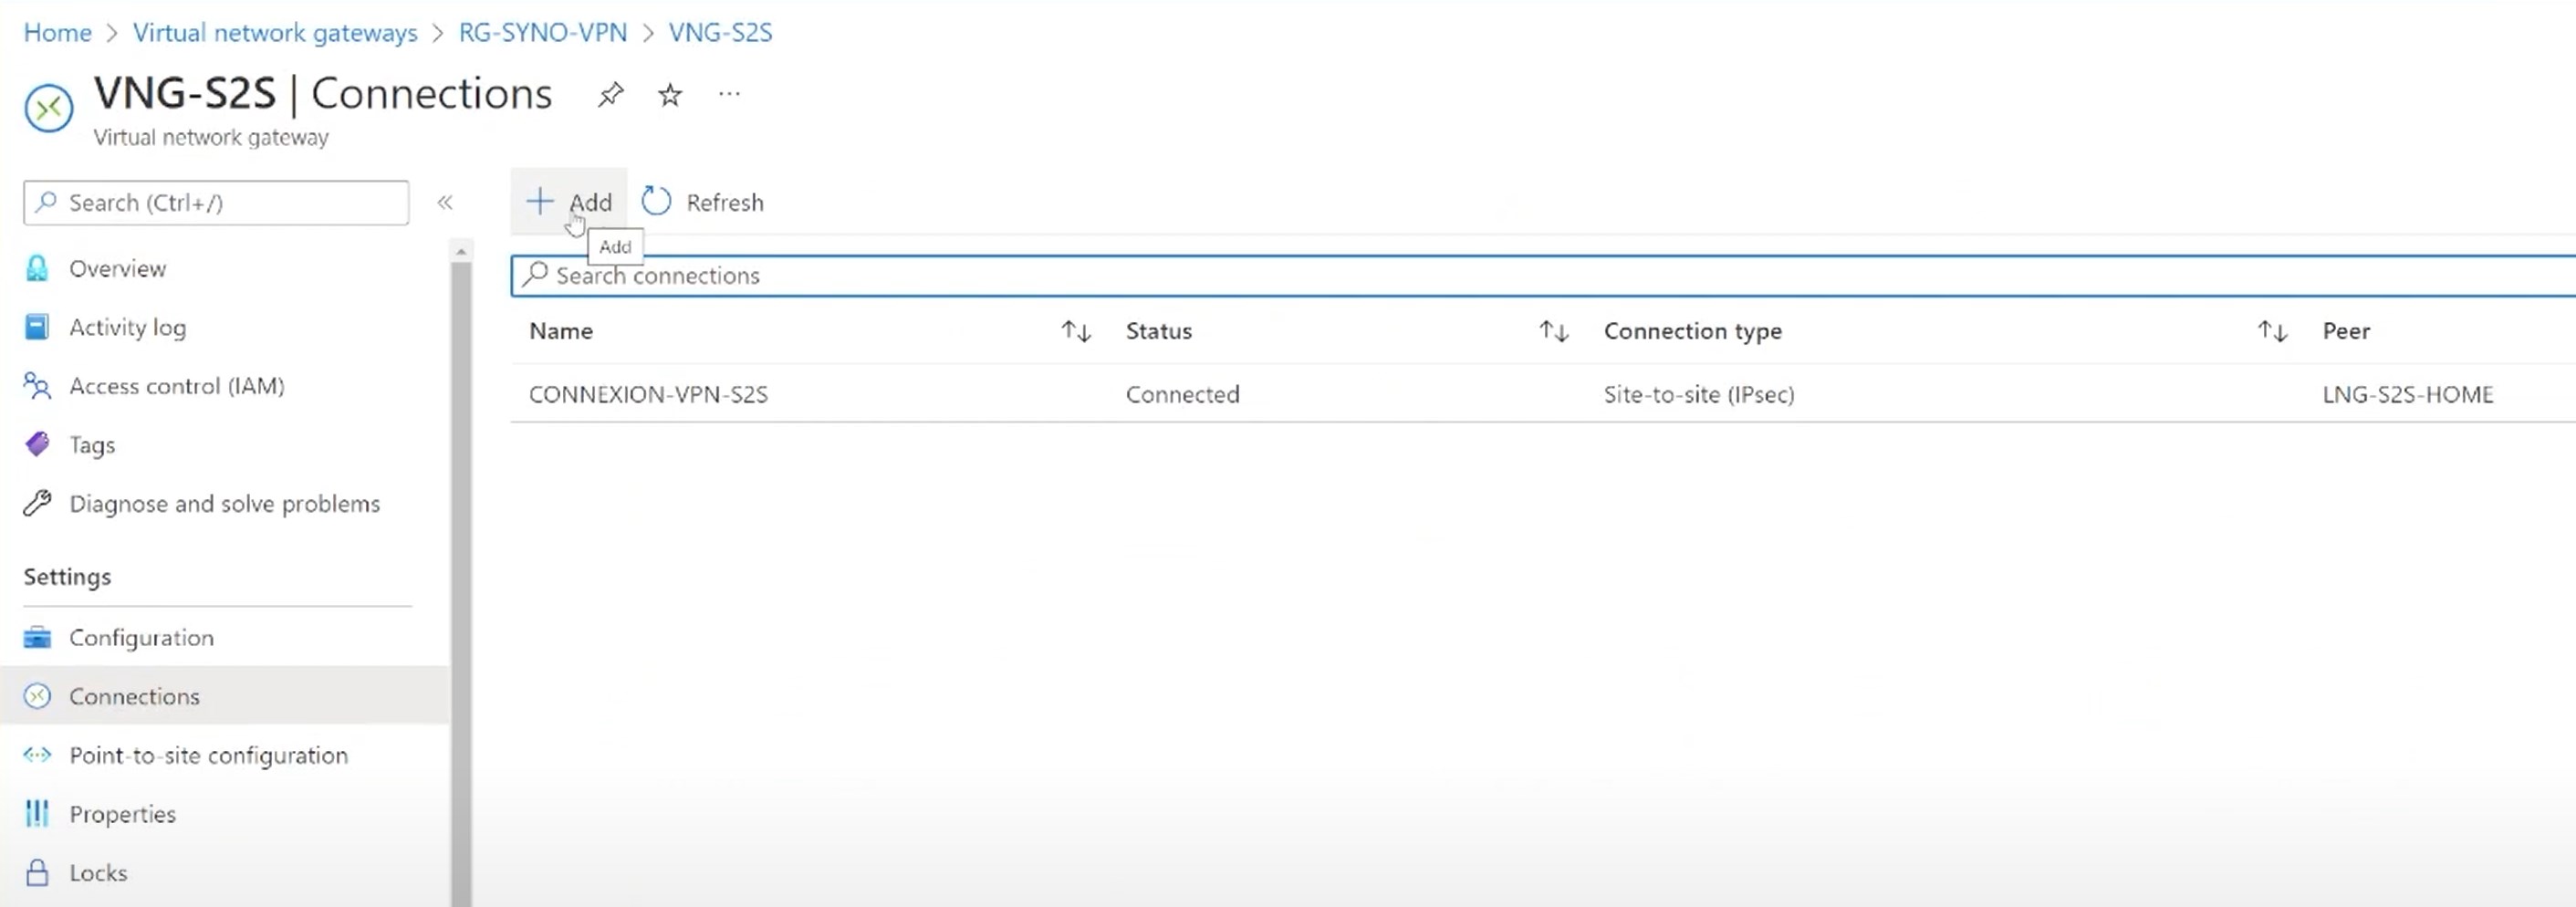 Home > Virtual network gateways > RG-SYNO-VPN > VNG-S2S
VNG-S2S | Connections ...
Virtual network gateway
Search (Ctrl+/) «
Overview
Activity log
Access control (IAM)
Tags
Diagnose and solve problems
Settings
Configuration
Connections
Point-to-site configuration
Properties
Locks
+ Add Refresh
Add
Search connections
Name ↑↓ Status ↑↓ Connection type ↑↓ Peer
CONNEXION-VPN-S2S Connected Site-to-site (IPsec) LNG-S2S-HOME